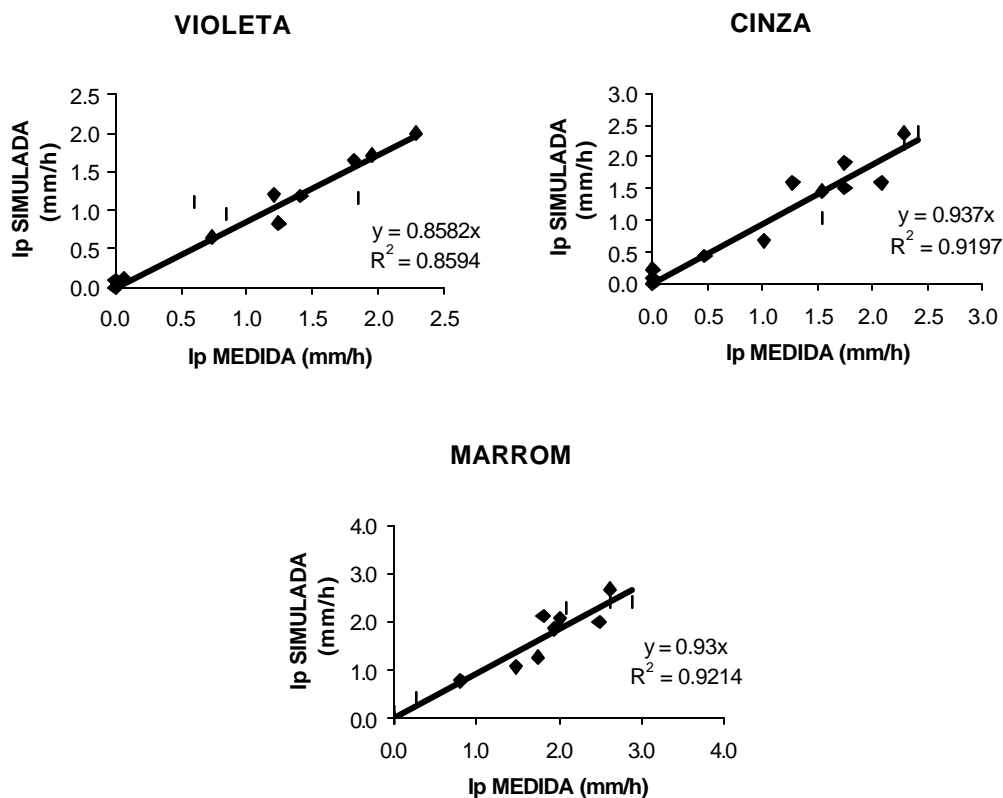 VIOLETA
Ip SIMULADA
(mm/h)
2.5
2.0
1.5
1.0
0.5
0.0
y = 0.8582x
R² = 0.8594
0.0 0.5 1.0 1.5 2.0 2.5
Ip MEDIDA (mm/h)
CINZA
Ip SIMULADA
(mm/h)
3.0
2.5
2.0
1.5
1.0
0.5
0.0
y = 0.937x
R² = 0.9197
0.0 0.5 1.0 1.5 2.0 2.5 3.0
Ip MEDIDA (mm/h)
MARROM
Ip SIMULADA
(mm/h)
4.0
3.0
2.0
1.0
0.0
y = 0.93x
R² = 0.9214
0.0 1.0 2.0 3.0 4.0
Ip MEDIDA (mm/h)